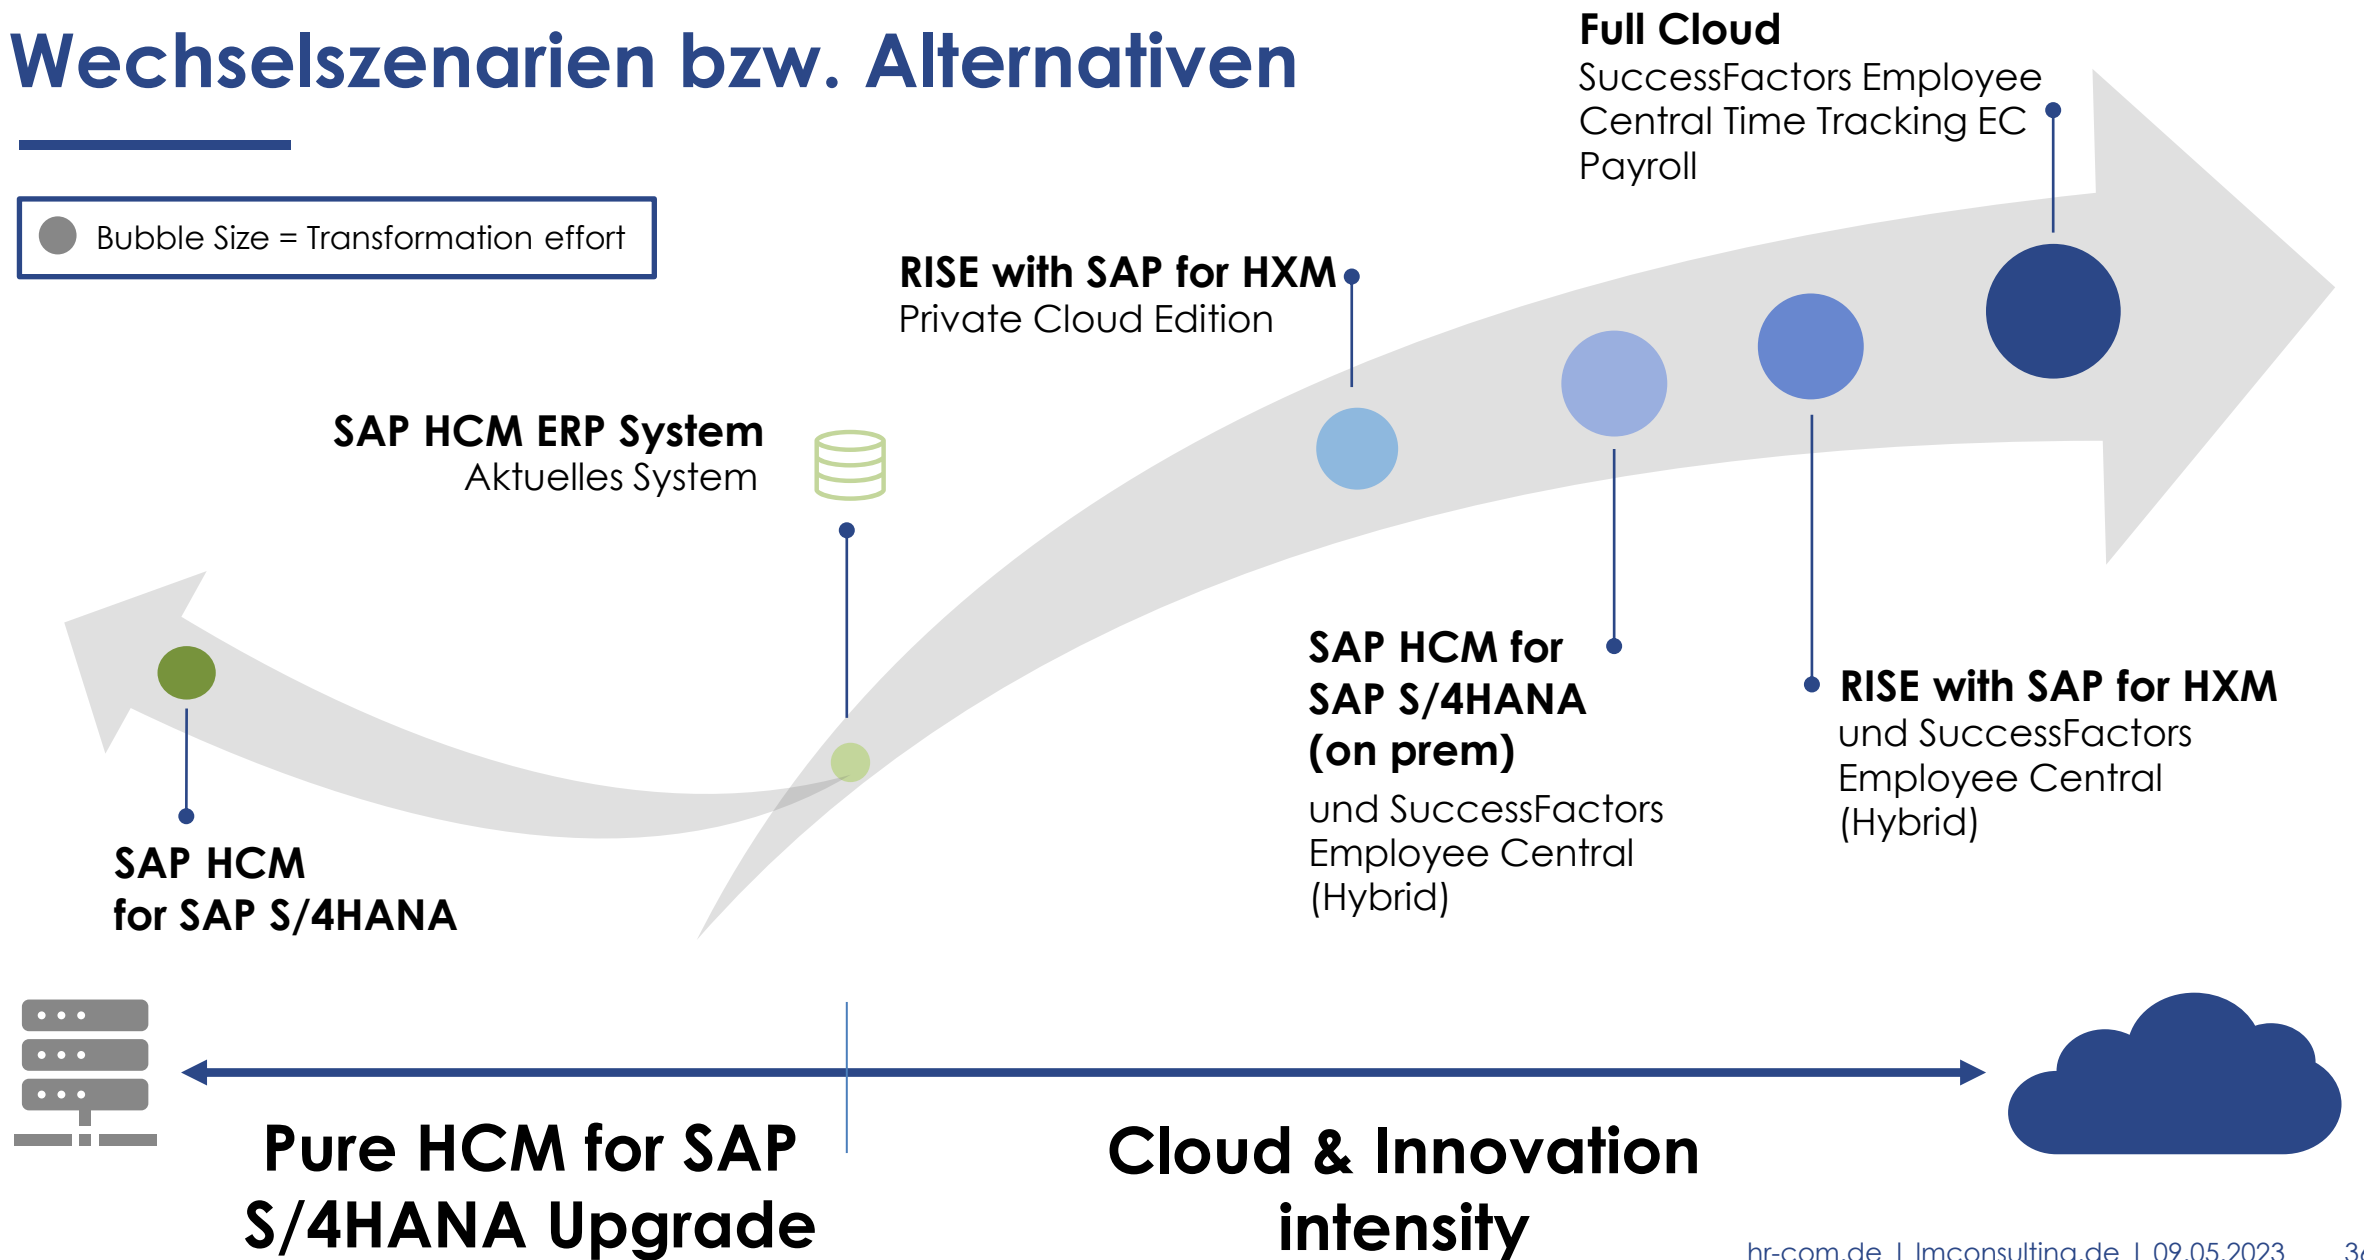 Wechselszenarien bzw. Alternativen
Bubble Size = Transformation effort
Full Cloud
SuccessFactors Employee
Central Time Tracking EC
Payroll
RISE with SAP for HXM
Private Cloud Edition
SAP HCM ERP System
Aktuelles System
SAP HCM for
SAP S/4HANA
(on prem)
und SuccessFactors
Employee Central
(Hybrid)
RISE with SAP for HXM
und SuccessFactors
Employee Central
(Hybrid)
SAP HCM
for SAP S/4HANA
Pure HCM for SAP
S/4HANA Upgrade
Cloud & Innovation
intensity
hr-com.de | lmconsulting.de | 09.05.2023